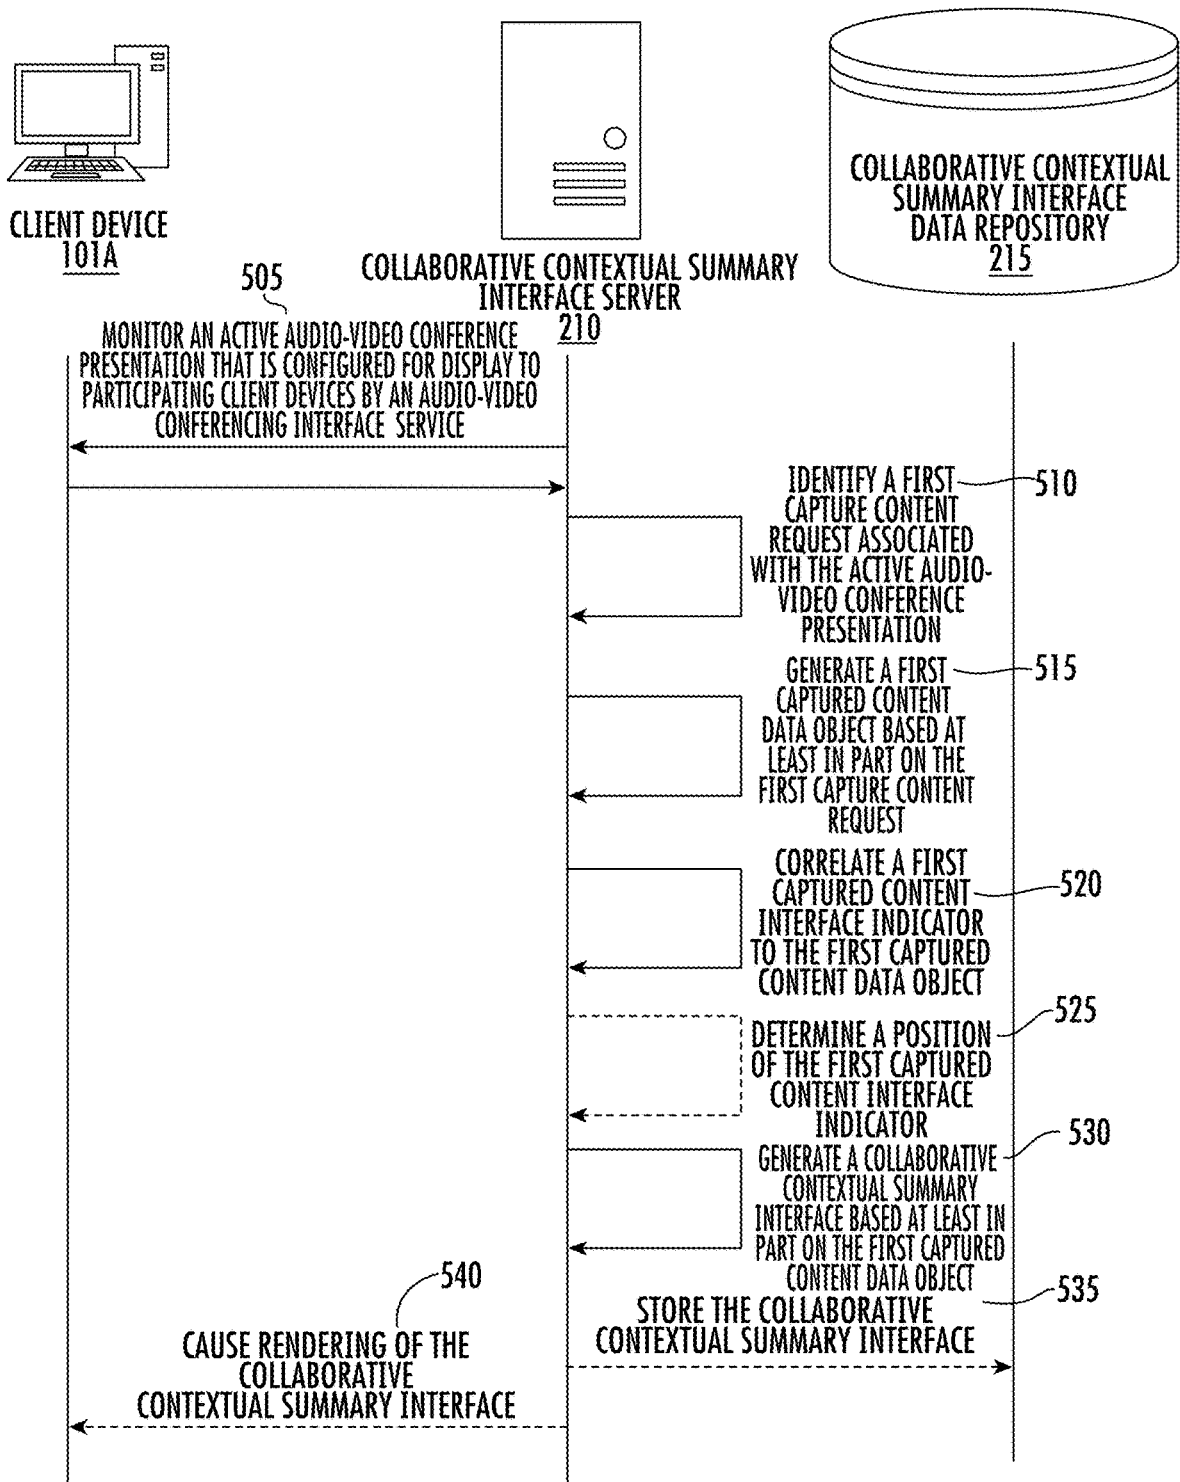 CLIENT DEVICE
101A
COLLABORATIVE CONTEXTUAL SUMMARY
INTERFACE SERVER
210
COLLABORATIVE CONTEXTUAL
SUMMARY INTERFACE
DATA REPOSITORY
215
505
MONITOR AN ACTIVE AUDIO-VIDEO CONFERENCE
PRESENTATION THAT IS CONFIGURED FOR DISPLAY TO
PARTICIPATING CLIENT DEVICES BY AN AUDIO-VIDEO
CONFERENCING INTERFACE SERVICE
IDENTIFY A FIRST
CAPTURE CONTENT
REQUEST ASSOCIATED
WITH THE ACTIVE AUDIO-
VIDEO CONFERENCE
PRESENTATION
510
GENERATE A FIRST
CAPTURED CONTENT
DATA OBJECT BASED AT
LEAST IN PART ON THE
FIRST CAPTURE CONTENT
REQUEST
515
CORRELATE A FIRST
CAPTURED CONTENT
INTERFACE INDICATOR
TO THE FIRST CAPTURED
CONTENT DATA OBJECT
520
DETERMINE A POSITION
OF THE FIRST CAPTURED
CONTENT INTERFACE
INDICATOR
525
GENERATE A COLLABORATIVE
CONTEXTUAL SUMMARY
INTERFACE BASED AT LEAST IN
PART ON THE FIRST CAPTURED
CONTENT DATA OBJECT
530
STORE THE COLLABORATIVE
CONTEXTUAL SUMMARY INTERFACE
535
540
CAUSE RENDERING OF THE
COLLABORATIVE
CONTEXTUAL SUMMARY INTERFACE